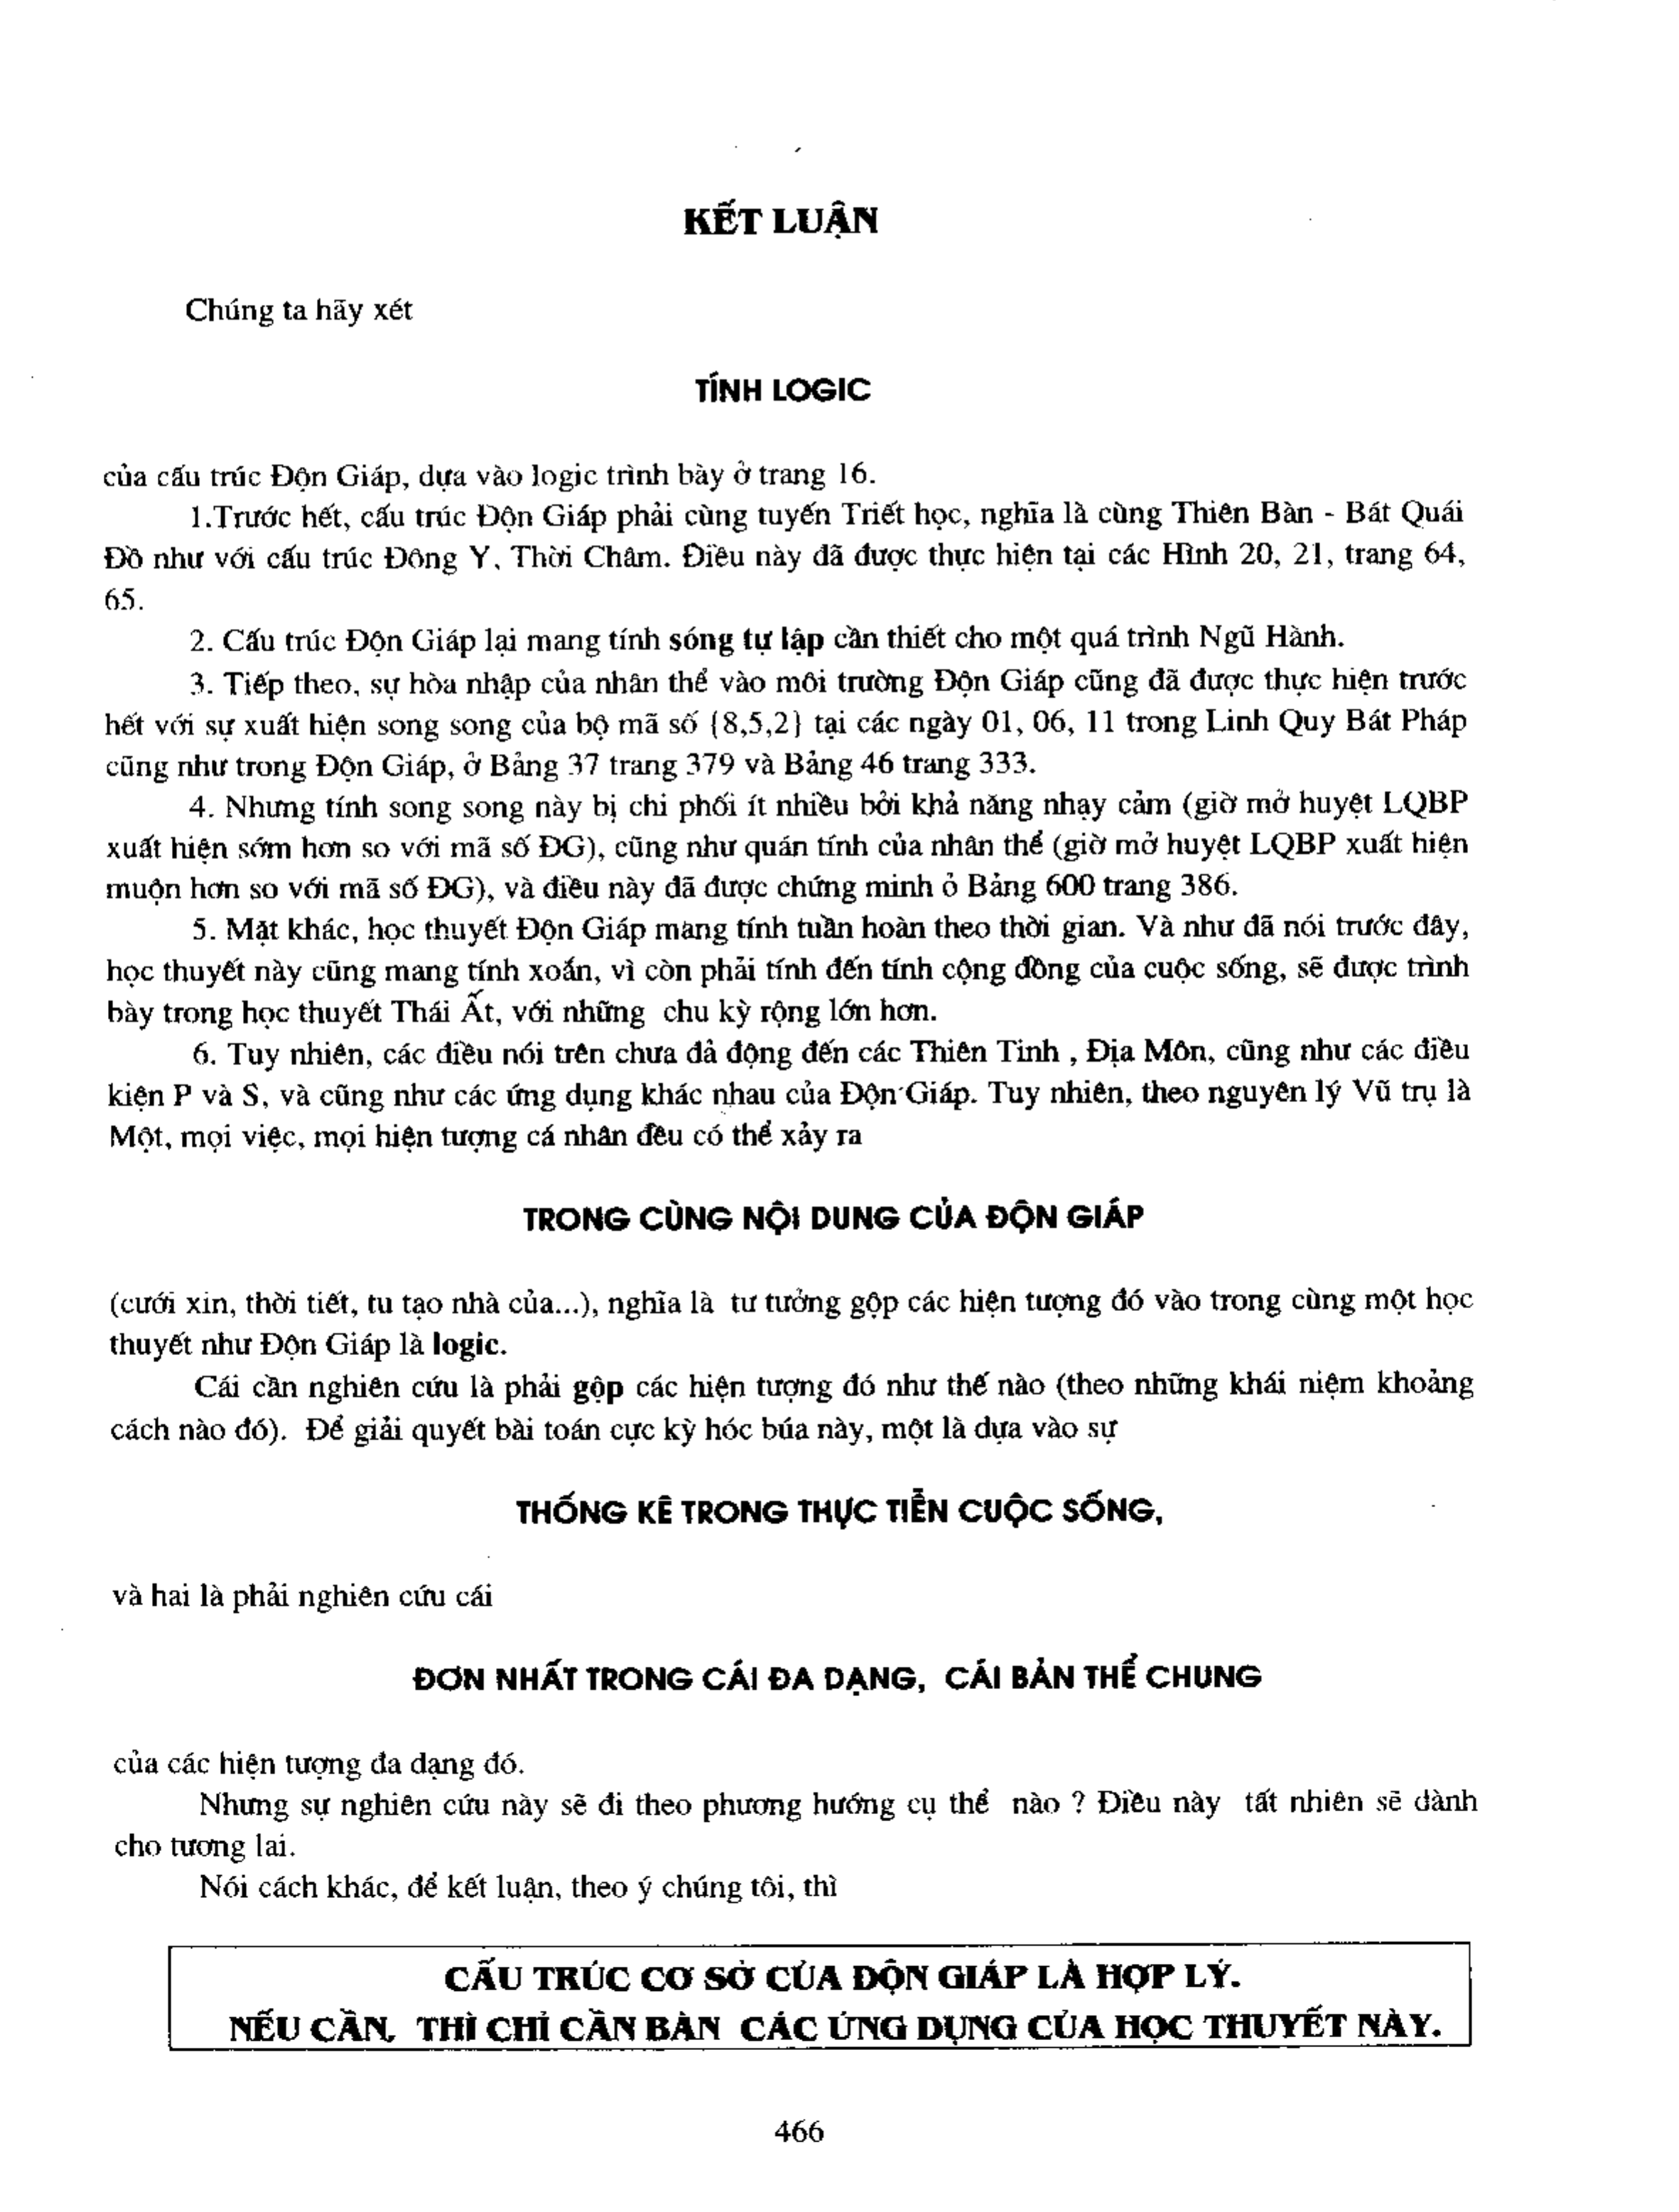 KẾT LUẬN
Chúng ta hãy xét
TÍNH LOGIC
của cấu trúc Độn Giáp, dựa vào logic trình bày ở trang 16.
1.Trước hết, cấu trúc Độn Giáp phải cùng tuyến Triết học, nghĩa là cùng Thiên Bàn - Bát Quái
Đồ như với cấu trúc Đông Y, Thời Châm. Điều này đã được thực hiện tại các Hình 20, 21, trang 64,
65.
2. Cấu trúc Độn Giáp lại mang tính sóng tự lập cần thiết cho một quá trình Ngũ Hành.
3. Tiếp theo, sự hòa nhập của nhân thể vào môi trường Độn Giáp cũng đã được thực hiện trước
hết với sự xuất hiện song song của bộ mã số {8,5,2} tại các ngày 01, 06, 11 trong Linh Quy Bát Pháp
cũng như trong Độn Giáp, ở Bảng 37 trang 379 và Bảng 46 trang 333.
4. Nhưng tính song song này bị chi phối ít nhiều bởi khả năng nhạy cảm (giờ mở huyệt LQBP
xuất hiện sớm hơn so với mã số ĐG), cũng như quán tính của nhân thể (giờ mở huyệt LQBP xuất hiện
muộn hơn so với mã số ĐG), và điều này đã được chứng minh ỏ Bảng 600 trang 386.
5. Mặt khác, học thuyết Độn Giáp mang tính tuần hoàn theo thời gian. Và như đã nói trước đây,
học thuyết này cũng mang tính xoắn, vì còn phải tính đến tính cộng đồng của cuộc sống, sẽ được trình
bày trong học thuyết Thái Ất, với những chu kỳ rộng lớn hơn.
6. Tuy nhiên, các điều nói trên chưa đả động đến các Thiên Tinh , Địa Môn, cũng như các điều
kiện P và S, và cũng như các ứng dụng khác nhau của Độn Giáp. Tuy nhiên, theo nguyên lý Vũ trụ là
Một, mọi việc, mọi hiện tượng cá nhân đều có thể xảy ra
TRONG CÙNG NỘI DUNG CỦA ĐỘN GIÁP
(cưới xin, thời tiết, tu tạo nhà của...), nghĩa là tư tưởng gộp các hiện tượng đó vào trong cùng một học
thuyết như Độn Giáp là logic.
Cái cần nghiên cứu là phải gộp các hiện tượng đó như thế nào (theo những khái niệm khoảng
cách nào đó). Để giải quyết bài toán cực kỳ hóc búa này, một là dựa vào sự
THỐNG KÊ TRONG THỰC TIỄN CUỘC SỐNG,
và hai là phải nghiên cứu cái
ĐƠN NHẤT TRONG CÁI ĐA DẠNG, CÁI BẢN THỂ CHUNG
của các hiện tượng đa dạng đó.
Nhưng sự nghiên cứu này sẽ đi theo phương hướng cụ thể nào ? Điều này tất nhiên sẽ dành
cho tương lai.
Nói cách khác, để kết luận, theo ý chúng tôi, thì
CẤU TRÚC CƠ SỞ CỦA ĐỘN GIÁP LÀ HỢP LÝ.
NẾU CẦN, THÌ CHỈ CẦN BÀN CÁC ỨNG DỤNG CỦA HỌC THUYẾT NÀY.
466